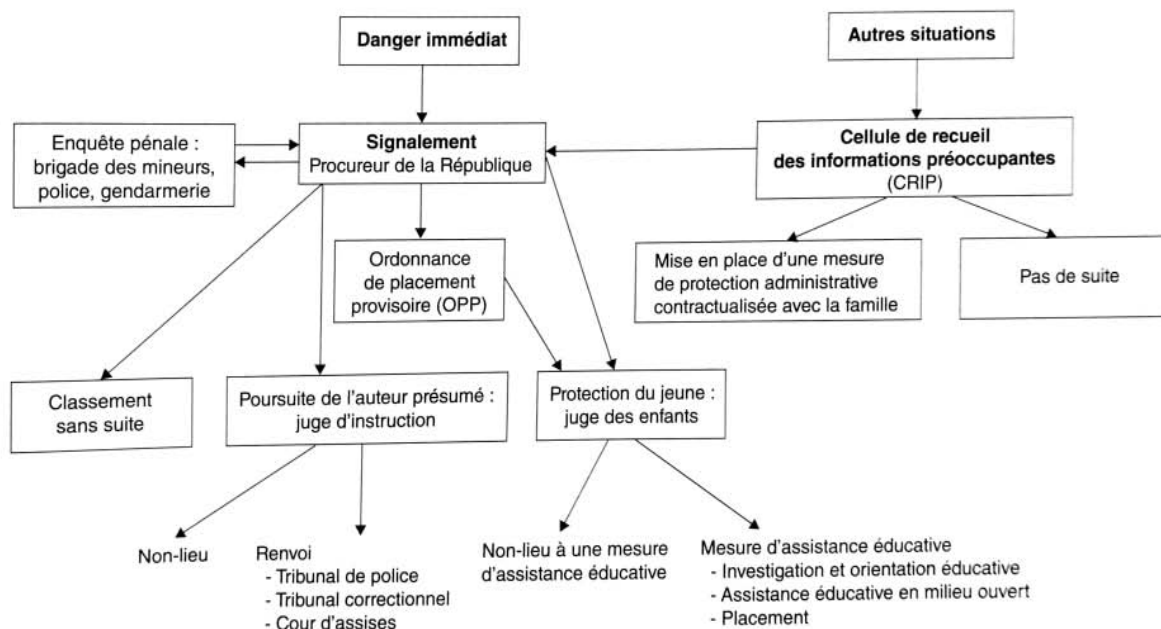 Danger immédiat
Autres situations
Enquête pénale :
brigade des mineurs,
police, gendarmerie
Signalement
Procureur de la République
Cellule de recueil
des informations préoccupantes
(CRIP)
Ordonnance
de placement
provisoire (OPP)
Mise en place d'une mesure
de protection administrative
contractualisée avec la famille
Pas de suite
Classement
sans suite
Poursuite de l'auteur présumé :
juge d'instruction
Protection du jeune :
juge des enfants
Non-lieu
Renvoi
- Tribunal de police
- Tribunal correctionnel
- Cour d'assises
Non-lieu à une mesure
d'assistance éducative
Mesure d'assistance éducative
- Investigation et orientation éducative
- Assistance éducative en milieu ouvert
- Placement